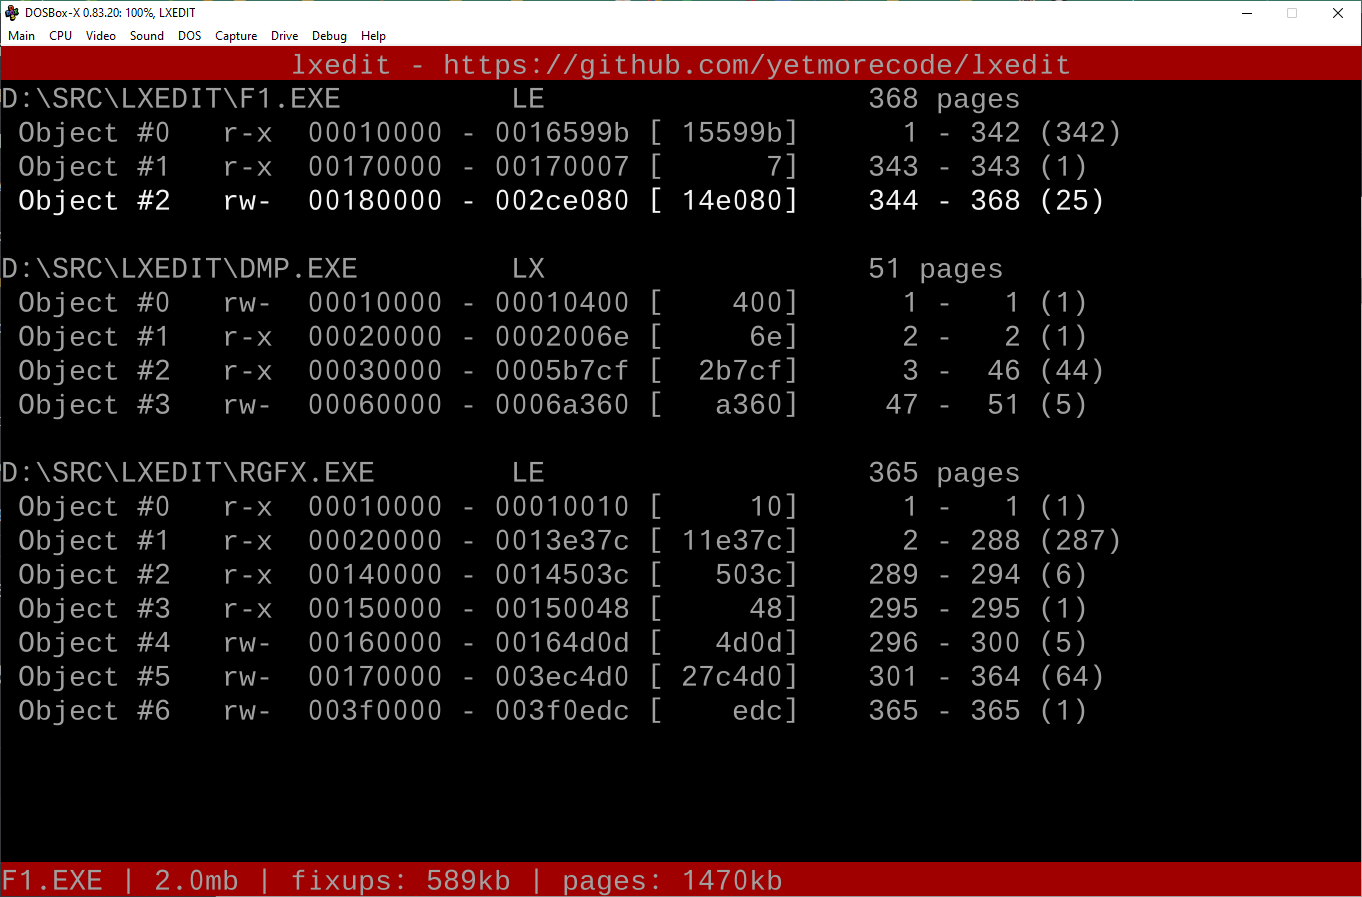 DOSBox-X 0.83.20: 100%, LXEDIT
Main CPU Video Sound DOS Capture Drive Debug Help
lxedit - https://github.com/yetmorecode/lxedit
D:\SRC\LXEDIT\F1.EXE LE 368 pages
Object #0 r-x 00010000 - 0016599b [ 15599b] 1 - 342 (342)
Object #1 r-x 00170000 - 00170007 [ 7] 343 - 343 (1)
Object #2 rw- 00180000 - 002ce080 [ 14e080] 344 - 368 (25)
D:\SRC\LXEDIT\DMP.EXE LX 51 pages
Object #0 rw- 00010000 - 00010400 [ 400] 1 - 1 (1)
Object #1 r-x 00020000 - 0002006e [ 6e] 2 - 2 (1)
Object #2 r-x 00030000 - 0005b7cf [ 2b7cf] 3 - 46 (44)
Object #3 rw- 00060000 - 0006a360 [ a360] 47 - 51 (5)
D:\SRC\LXEDIT\RGFX.EXE LE 365 pages
Object #0 r-x 00010000 - 00010010 [ 10] 1 - 1 (1)
Object #1 r-x 00020000 - 0013e37c [ 11e37c] 2 - 288 (287)
Object #2 r-x 00140000 - 0014503c [ 503c] 289 - 294 (6)
Object #3 r-x 00150000 - 00150048 [ 48] 295 - 295 (1)
Object #4 rw- 00160000 - 00164d0d [ 4d0d] 296 - 300 (5)
Object #5 rw- 00170000 - 003ec4d0 [ 27c4d0] 301 - 364 (64)
Object #6 rw- 003f0000 - 003f0edc [ edc] 365 - 365 (1)
F1.EXE | 2.0mb | fixups: 589kb | pages: 1470kb